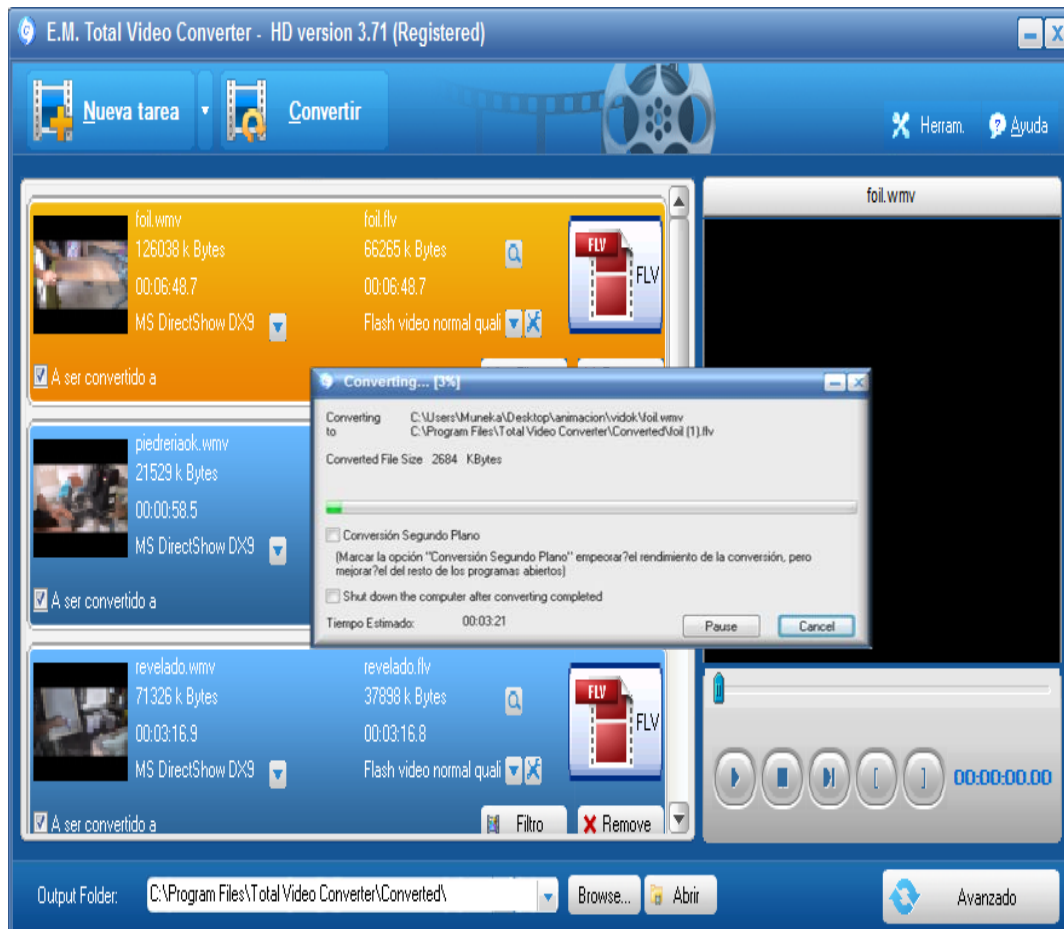 E.M. Total Video Converter - HD version 3.71 (Registered)
Nueva tarea
Convertir
Herram.
Ayuda
foil.wmv
foil.flv
126038 k Bytes
66265 k Bytes
00:06:48.7
00:06:48.7
MS DirectShow DX9
Flash video normal quali
FLV
FLV
A ser convertido a
foil.wmv
piedreriaok.wmv
21529 k Bytes
00:00:58.5
MS DirectShow DX9
A ser convertido a
Converting... [3%]
Converting C:\Users\Muneka\Desktop\animacion\vidok\foil.wmv
to C:\Program Files\Total Video Converter\Converted\foil (1).flv
Converted File Size 2684 KBytes
Conversión Segundo Plano
(Marcar la opción "Conversión Segundo Plano" empeorar?el rendimiento de la conversión, pero
mejorar?el del resto de los programas abiertos)
Shut down the computer after converting completed
Tiempo Estimado: 00:03:21
Pause
Cancel
revelado.wmv
revelado.flv
71326 k Bytes
37898 k Bytes
00:03:16.9
00:03:16.8
MS DirectShow DX9
Flash video normal quali
FLV
FLV
A ser convertido a
Filtro
Remove
00:00:00.00
Output Folder:
C:\Program Files\Total Video Converter\Converted\
Browse...
Abrir
Avanzado